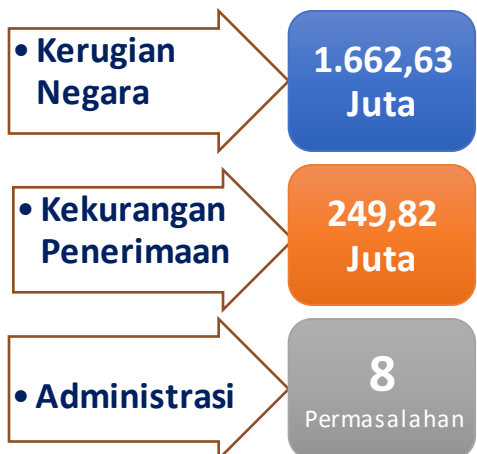 • Kerugian
Negara
1.662,63
Juta
• Kekurangan
Penerimaan
249,82
Juta
• Administrasi
8
Permasalahan